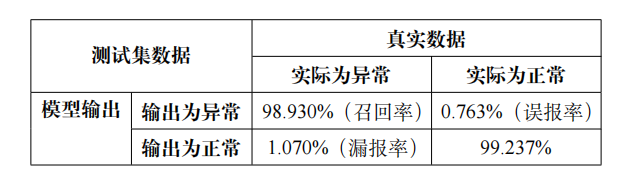 测试集数据 真实数据
实际为异常 实际为正常
模型输出 输出为异常 98.930%（召回率） 0.763%（误报率）
输出为正常 1.070%（漏报率） 99.237%